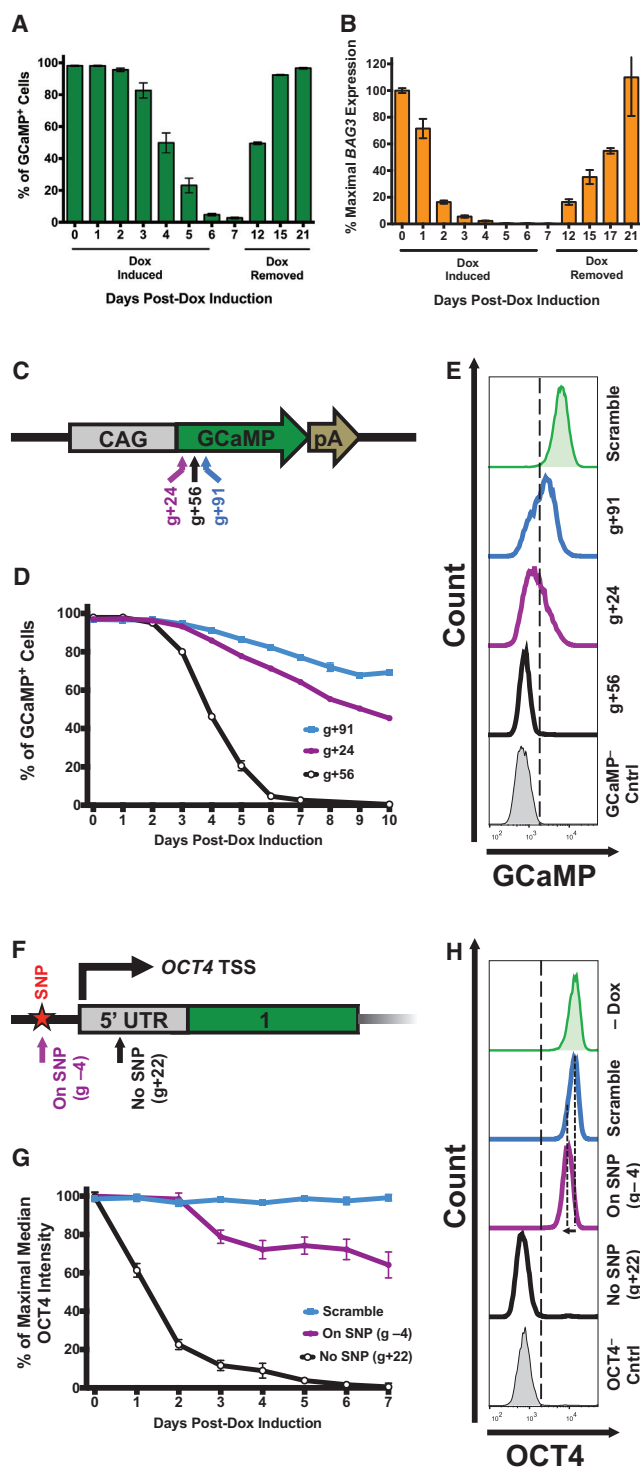 A
% of GCaMP⁺ Cells
100
80
60
40
20
0
0 1 2 3 4 5 6 7 12 15 21
Dox Induced
Dox Removed
Days Post-Dox Induction
B
% Maximal BAG3 Expression
140
120
100
80
60
40
20
0
0 1 2 3 4 5 6 7 12 15 17 21
Dox Induced
Dox Removed
Days Post-Dox Induction
C
CAG GCaMP pA
g+24
g+56
g+91
D
% of GCaMP⁺ Cells
100
80
60
40
20
0
g+91
g+24
g+56
0 1 2 3 4 5 6 7 8 9 10
Days Post-Dox Induction
E
Count
Scramble
g+91
g+24
g+56
GCaMP⁻ Cntrl
10² 10³ 10⁴
GCaMP
F
SNP
OCT4 TSS
5' UTR 1
On SNP (g –4)
No SNP (g+22)
G
% of Maximal Median OCT4 Intensity
100
80
60
40
20
0
Scramble
On SNP (g –4)
No SNP (g+22)
0 1 2 3 4 5 6 7
Days Post-Dox Induction
H
Count
– Dox
Scramble
On SNP (g– 4)
No SNP (g+22)
OCT4⁻ Cntrl
10² 10³ 10⁴
OCT4